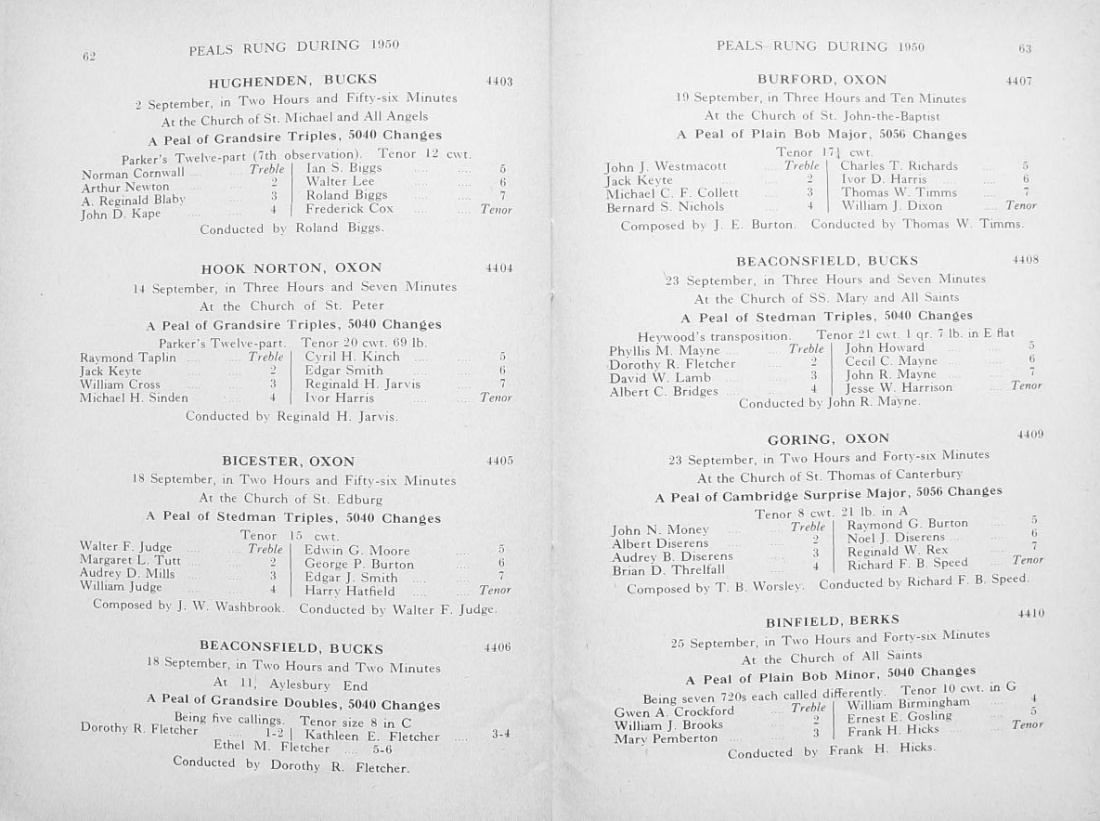 62 PEALS RUNG DURING 1950
HUGHENDEN, BUCKS 4403
2 September, in Two Hours and Fifty-six Minutes
At the Church of St. Michael and All Angels
A Peal of Grandsire Triples, 5040 Changes
Parker's Twelve-part (7th observation). Tenor 12 cwt.
Norman Cornwall Treble Ian S. Biggs 5
Arthur Newton 2 Walter Lee 6
A. Reginald Blaby 3 Roland Biggs 7
John D. Kape 4 Frederick Cox Tenor
Conducted by Roland Biggs.
HOOK NORTON, OXON 4404
14 September, in Three Hours and Seven Minutes
At the Church of St. Peter
A Peal of Grandsire Triples, 5040 Changes
Parker's Twelve-part. Tenor 20 cwt. 69 lb.
Raymond Taplin Treble Cyril H. Kinch 5
Jack Keyte 2 Edgar Smith 6
William Cross 3 Reginald H. Jarvis 7
Michael H. Sinden 4 Ivor Harris Tenor
Conducted by Reginald H. Jarvis.
BICESTER, OXON 4405
18 September, in Two Hours and Fifty-six Minutes
At the Church of St. Edburg
A Peal of Stedman Triples, 5040 Changes
Tenor 15 cwt.
Walter F. Judge Treble Edwin G. Moore 5
Margaret L. Tutt 2 George P. Burton 6
Audrey D. Mills 3 Edgar J. Smith 7
William Judge 4 Harry Hatfield Tenor
Composed by J. W. Washbrook. Conducted by Walter F. Judge.
BEACONSFIELD, BUCKS 4406
18 September, in Two Hours and Two Minutes
At 11, Aylesbury End
A Peal of Grandsire Doubles, 5040 Changes
Being five callings. Tenor size 8 in C
Dorothy R. Fletcher 1-2 Kathleen E. Fletcher 3-4
Ethel M. Fletcher 5-6
Conducted by Dorothy R. Fletcher.
PEALS RUNG DURING 1950 63
BURFORD, OXON 4407
19 September, in Three Hours and Ten Minutes
At the Church of St. John-the-Baptist
A Peal of Plain Bob Major, 5056 Changes
Tenor 17¼ cwt.
John J. Westmacott Treble Charles T. Richards 5
Jack Keyte 2 Ivor D. Harris 6
Michael C. F. Collett 3 Thomas W. Timms 7
Bernard S. Nichols 4 William J. Dixon Tenor
Composed by J. E. Burton. Conducted by Thomas W. Timms.
BEACONSFIELD, BUCKS 4408
23 September, in Three Hours and Seven Minutes
At the Church of SS. Mary and All Saints
A Peal of Stedman Triples, 5040 Changes
Heywood's transposition. Tenor 21 cwt. 1 qr. 7 lb. in E flat
Phyllis M. Mayne Treble John Howard 5
Dorothy R. Fletcher 2 Cecil C. Mayne 6
David W. Lamb 3 John R. Mayne 7
Albert C. Bridges 4 Jesse W. Harrison Tenor
Conducted by John R. Mayne.
GORING, OXON 4409
23 September, in Two Hours and Forty-six Minutes
At the Church of St. Thomas of Canterbury
A Peal of Cambridge Surprise Major, 5056 Changes
Tenor 8 cwt. 21 lb. in A
John N. Money Treble Raymond G. Burton 5
Albert Diserens 2 Noel J. Diserens 6
Audrey B. Diserens 3 Reginald W. Rex 7
Brian D. Threlfall 4 Richard F. B. Speed Tenor
Composed by T. B. Worsley. Conducted by Richard F. B. Speed.
BINFIELD, BERKS 4410
25 September, in Two Hours and Forty-six Minutes
At the Church of All Saints
A Peal of Plain Bob Minor, 5040 Changes
Being seven 720s each called differently. Tenor 10 cwt. in G
Gwen A. Crockford Treble William Birmingham 4
William J. Brooks 2 Ernest E. Gosling 5
Mary Pemberton 3 Frank H. Hicks Tenor
Conducted by Frank H. Hicks.